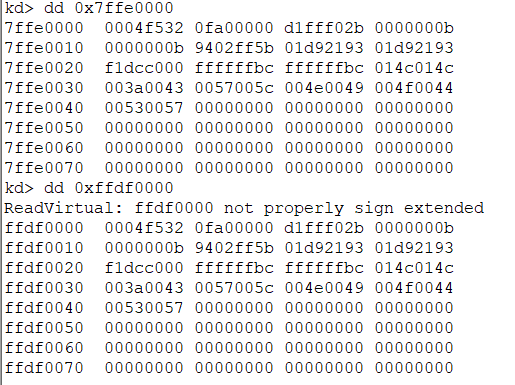 kd> dd 0x7ffe0000
7ffe0000  0004f532 0fa00000 d1fff02b 0000000b
7ffe0010  0000000b 9402ff5b 01d92193 01d92193
7ffe0020  f1dcc000 ffffffbc ffffffbc 014c014c
7ffe0030  003a0043 0057005c 004e0049 004f0044
7ffe0040  00530057 00000000 00000000 00000000
7ffe0050  00000000 00000000 00000000 00000000
7ffe0060  00000000 00000000 00000000 00000000
7ffe0070  00000000 00000000 00000000 00000000
kd> dd 0xffdf0000
ReadVirtual: ffdf0000 not properly sign extended
ffdf0000  0004f532 0fa00000 d1fff02b 0000000b
ffdf0010  0000000b 9402ff5b 01d92193 01d92193
ffdf0020  f1dcc000 ffffffbc ffffffbc 014c014c
ffdf0030  003a0043 0057005c 004e0049 004f0044
ffdf0040  00530057 00000000 00000000 00000000
ffdf0050  00000000 00000000 00000000 00000000
ffdf0060  00000000 00000000 00000000 00000000
ffdf0070  00000000 00000000 00000000 00000000